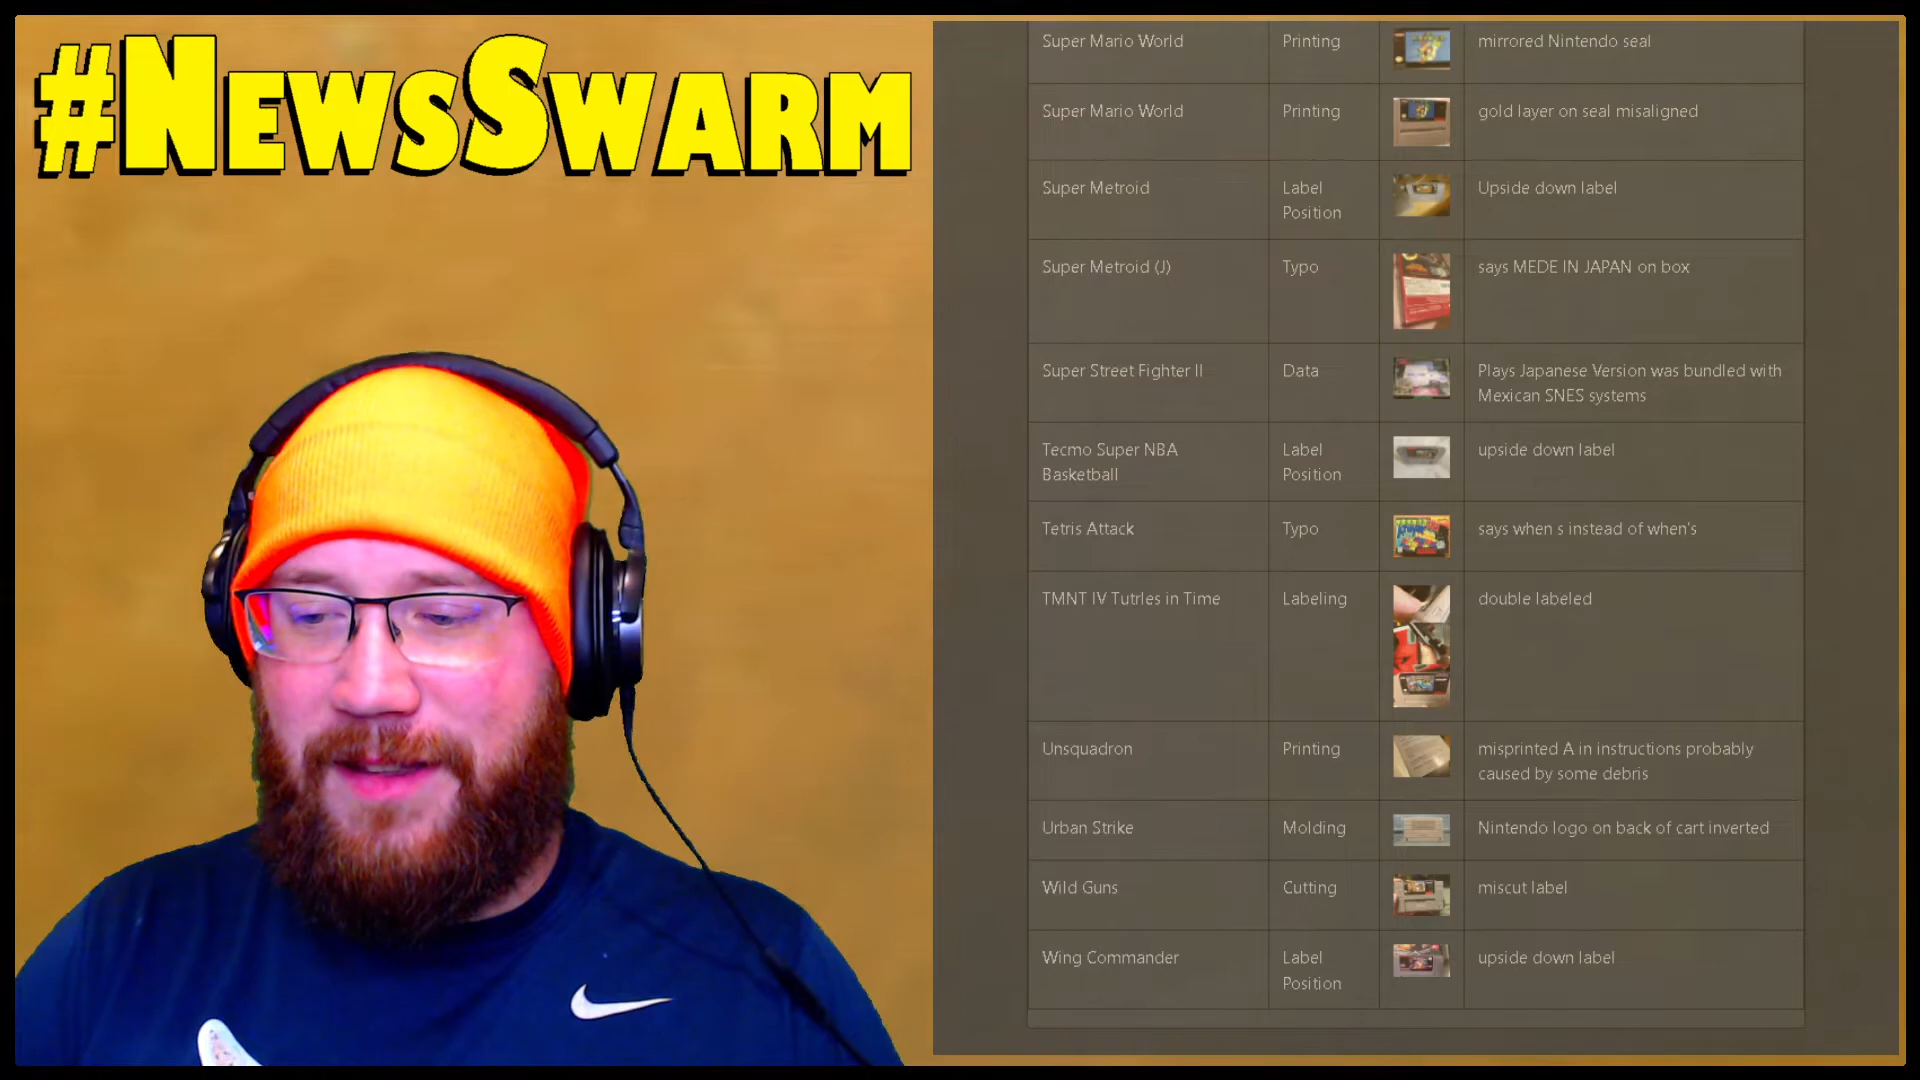 #NEWSSWARM
Super Mario World Printing mirrored Nintendo seal
Super Mario World Printing gold layer on seal misaligned
Super Metroid Label Upside down label
Position
Super Metroid (J) Typo says MEDE IN JAPAN on box
Super Street Fighter II Data Plays Japanese Version was bundled with
Mexican SNES systems
Tecmo Super NBA Label upside down label
Basketball Position
Tetris Attack Typo says when s instead of when's
TMNT IV Tutrles in Time Labeling double labeled
Unsquadron Printing misprinted A in instructions probably
caused by some debris
Urban Strike Molding Nintendo logo on back of cart inverted
Wild Guns Cutting miscut label
Wing Commander Label upside down label
Position